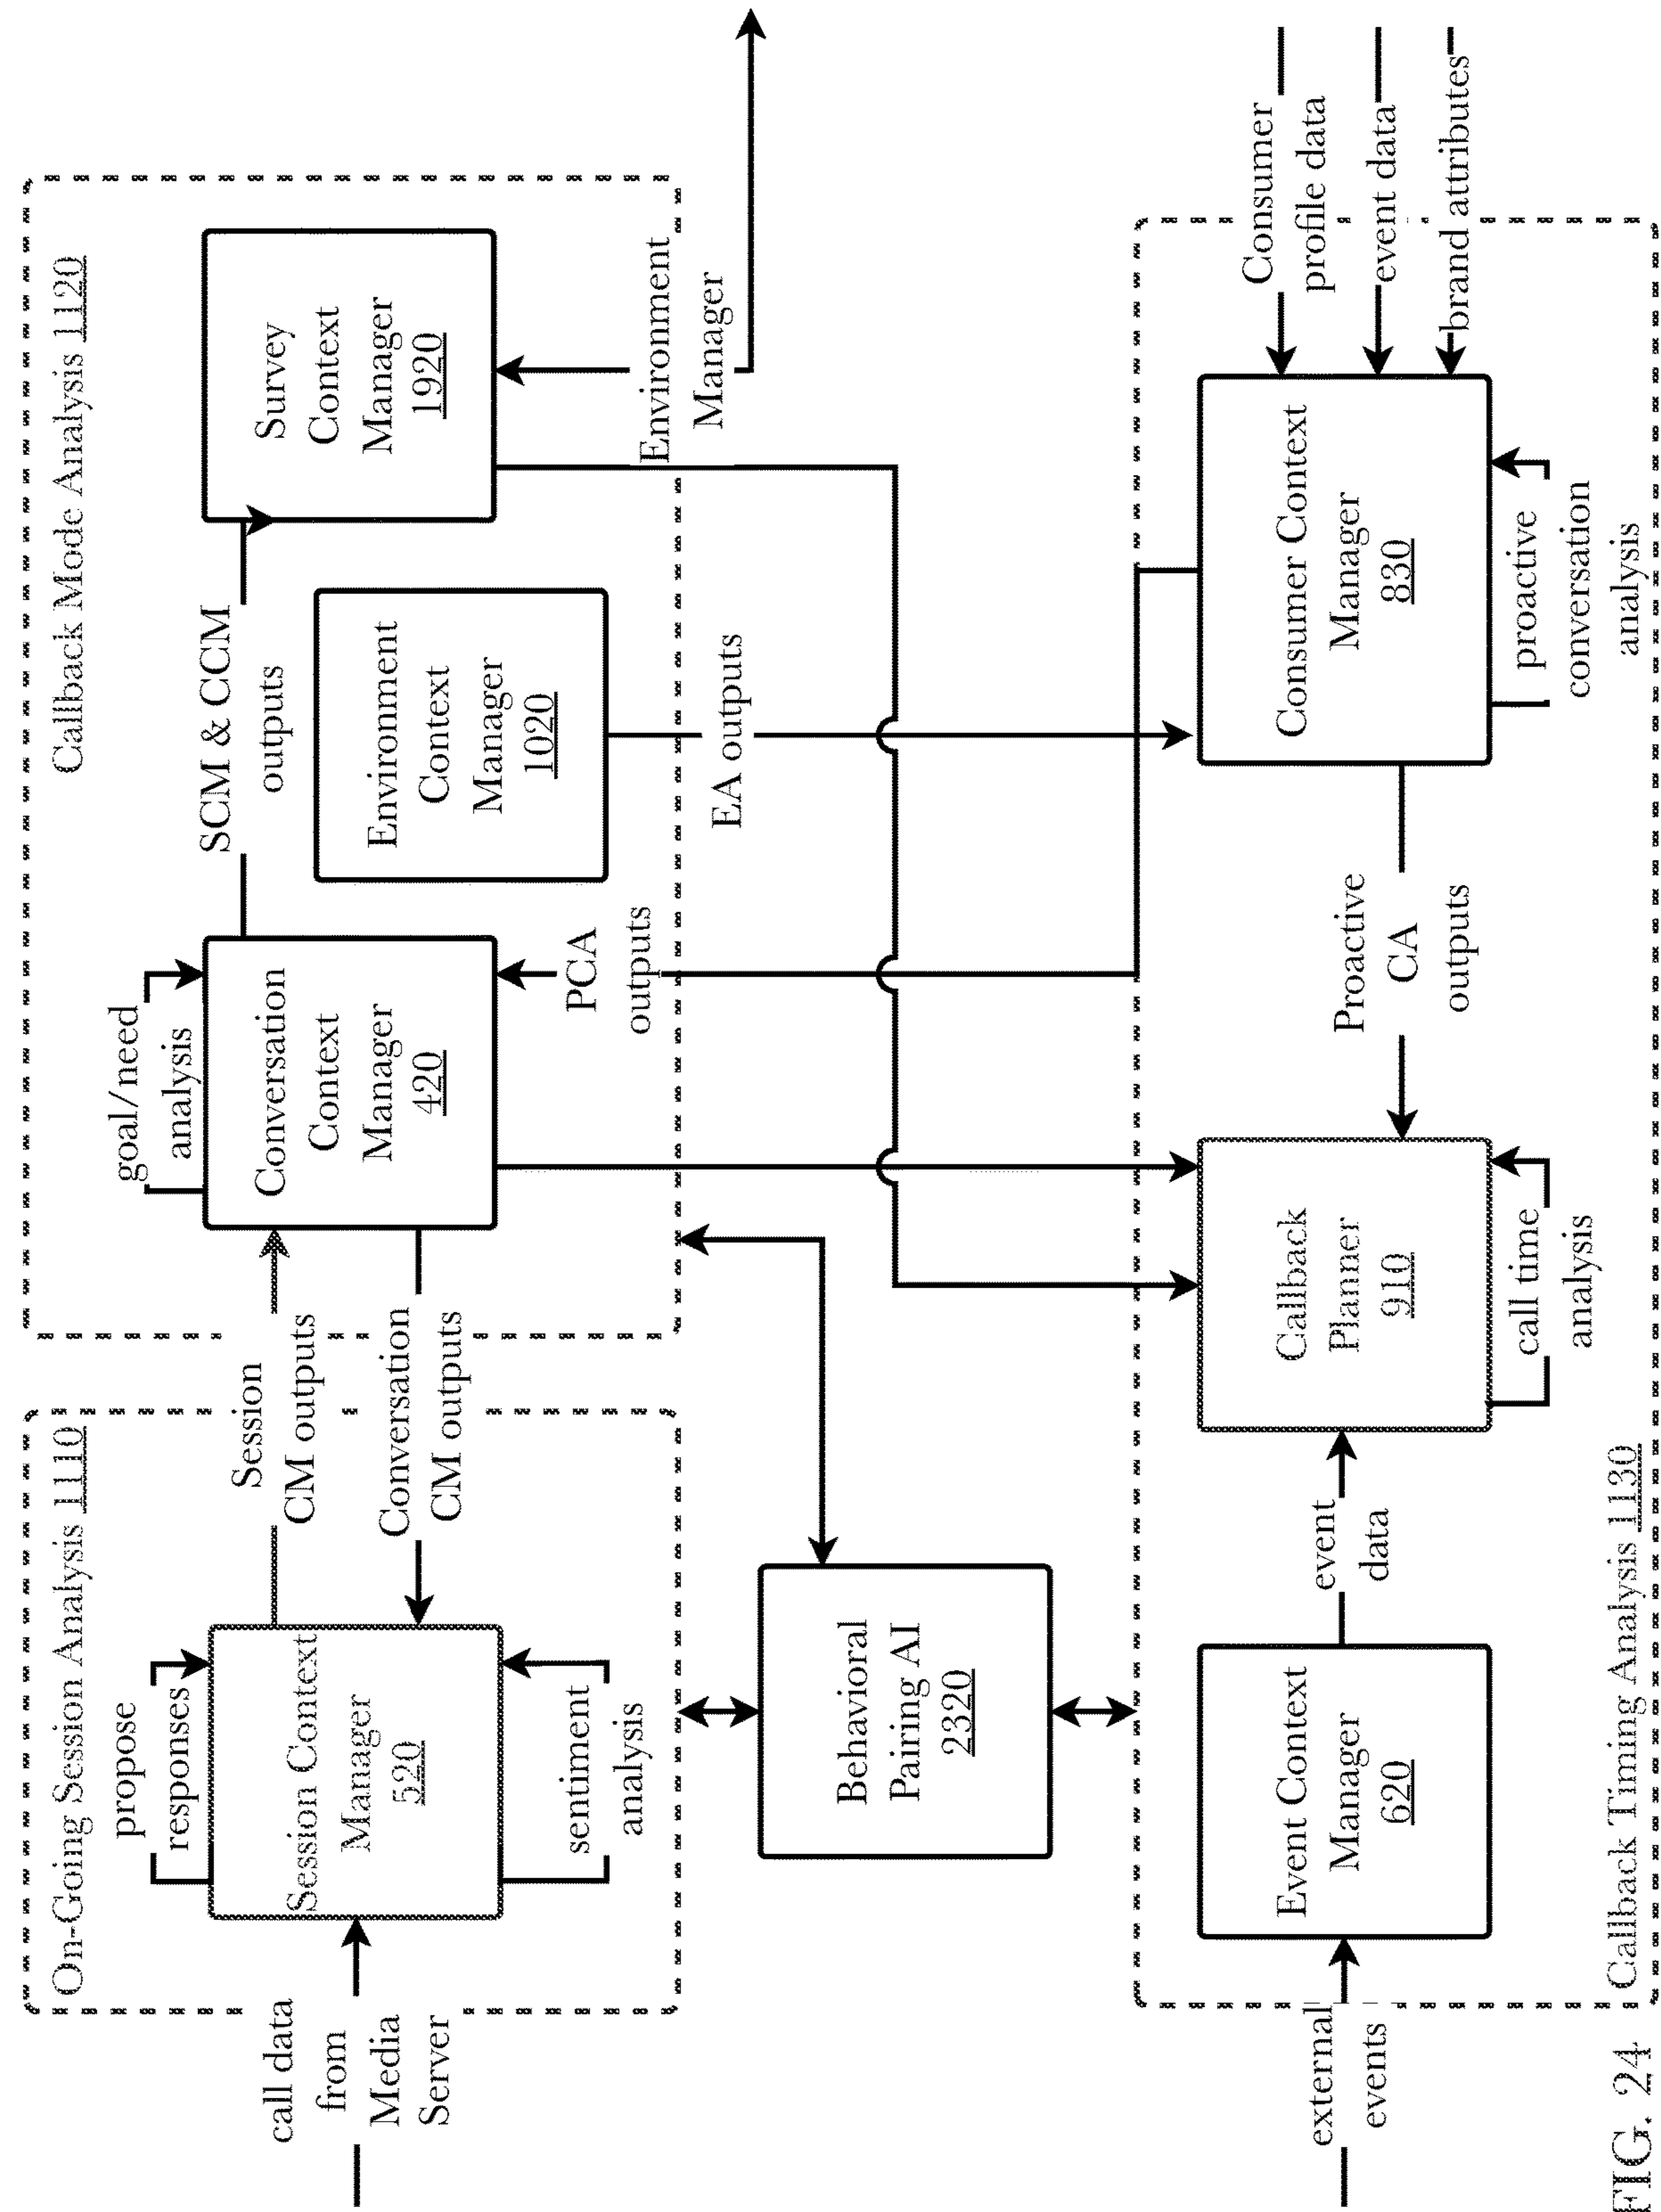 On-Going Session Analysis 1110
Callback Mode Analysis 1120
propose
responses
goal/need
analysis
call data
from
Media
Server
Session Context
Manager
520
Session
CM outputs
Conversation
CM outputs
Conversation
Context
Manager
420
SCM & CCM
outputs
Survey
Context
Manager
1920
Environment
Context
Manager
1020
sentiment
analysis
PCA
outputs
EA outputs
Environment
Manager
Behavioral
Pairing AI
2320
external
events
Event Context
Manager
620
event
data
Callback
Planner
910
Proactive
CA
outputs
Consumer Context
Manager
830
Consumer
profile data
event data
brand attributes
call time
analysis
proactive
conversation
analysis
Callback Timing Analysis 1130
FIG. 24